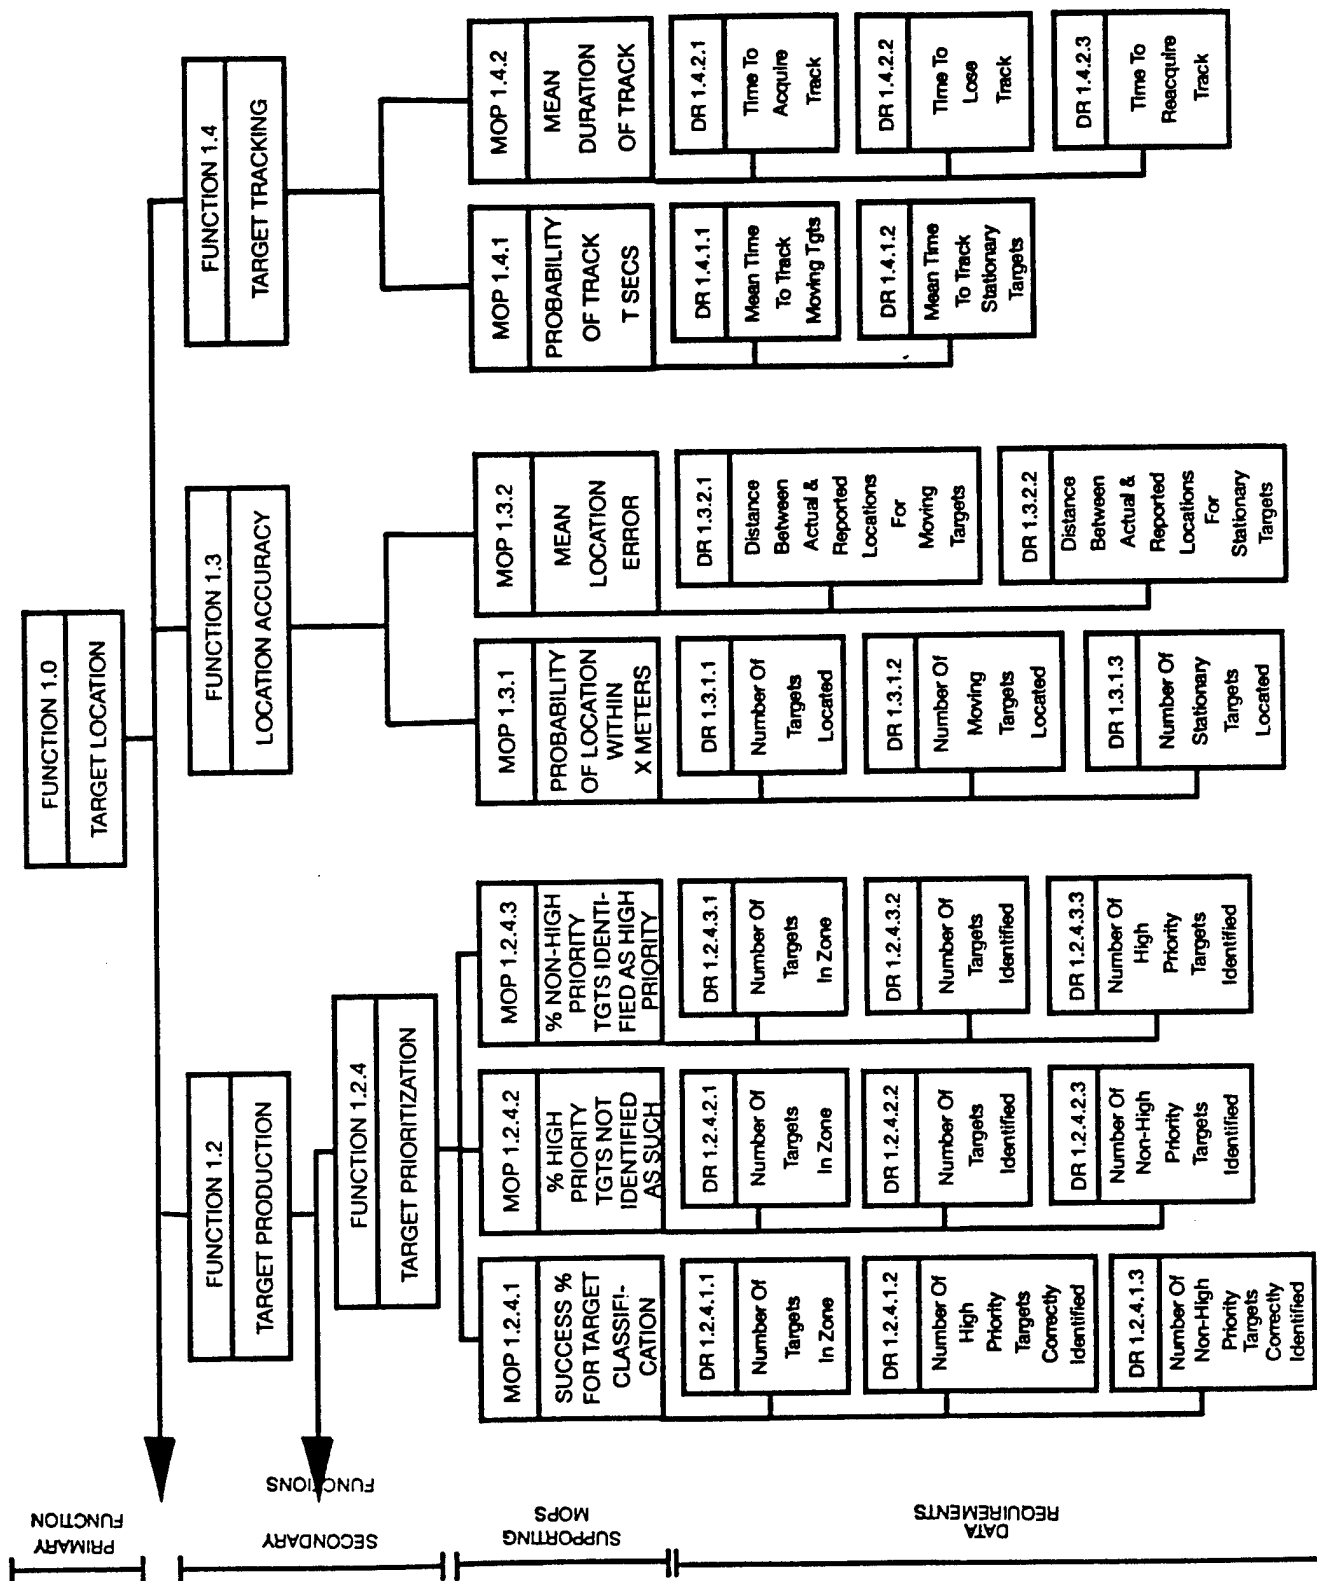 PRIMARY
FUNCTION
SECONDARY
FUNCTIONS
SUPPORTING
MOPS
DATA
REQUIREMENTS
FUNCTION 1.0
TARGET LOCATION
FUNCTION 1.2
TARGET PRODUCTION
FUNCTION 1.3
LOCATION ACCURACY
FUNCTION 1.4
TARGET TRACKING
FUNCTION 1.2.4
TARGET PRIORITIZATION
MOP 1.2.4.1
SUCCESS %
FOR TARGET
CLASSIFI-
CATION
DR 1.2.4.1.1
Number Of
Targets
In Zone
DR 1.2.4.1.2
Number Of
High
Priority
Targets
Correctly
Identified
DR 1.2.4.1.3
Number Of
Non-High
Priority
Targets
Correctly
Identified
MOP 1.2.4.2
% HIGH
PRIORITY
TGTS NOT
IDENTIFIED
AS SUCH
DR 1.2.4.2.1
Number Of
Targets
In Zone
DR 1.2.4.2.2
Number Of
Targets
Identified
DR 1.2.4.2.3
Number Of
Non-High
Priority
Targets
Identified
MOP 1.2.4.3
% NON-HIGH
PRIORITY
TGTS IDENTI-
FIED AS HIGH
PRIORITY
DR 1.2.4.3.1
Number Of
Targets
In Zone
DR 1.2.4.3.2
Number Of
Targets
Identified
DR 1.2.4.3.3
Number Of
High
Priority
Targets
Identified
MOP 1.3.1
PROBABILITY
OF LOCATION
WITHIN
X METERS
DR 1.3.1.1
Number Of
Targets
Located
DR 1.3.1.2
Number Of
Moving
Targets
Located
DR 1.3.1.3
Number Of
Stationary
Targets
Located
MOP 1.3.2
MEAN
LOCATION
ERROR
DR 1.3.2.1
Distance
Between
Actual &
Reported
Locations
For
Moving
Targets
DR 1.3.2.2
Distance
Between
Actual &
Reported
Locations
For
Stationary
Targets
MOP 1.4.1
PROBABILITY
OF TRACK
T SECS
DR 1.4.1.1
Mean Time
To Track
Moving Tgts
DR 1.4.1.2
Mean Time
To Track
Stationary
Targets
MOP 1.4.2
MEAN
DURATION
OF TRACK
DR 1.4.2.1
Time To
Acquire
Track
DR 1.4.2.2
Time To
Lose
Track
DR 1.4.2.3
Time To
Reacquire
Track